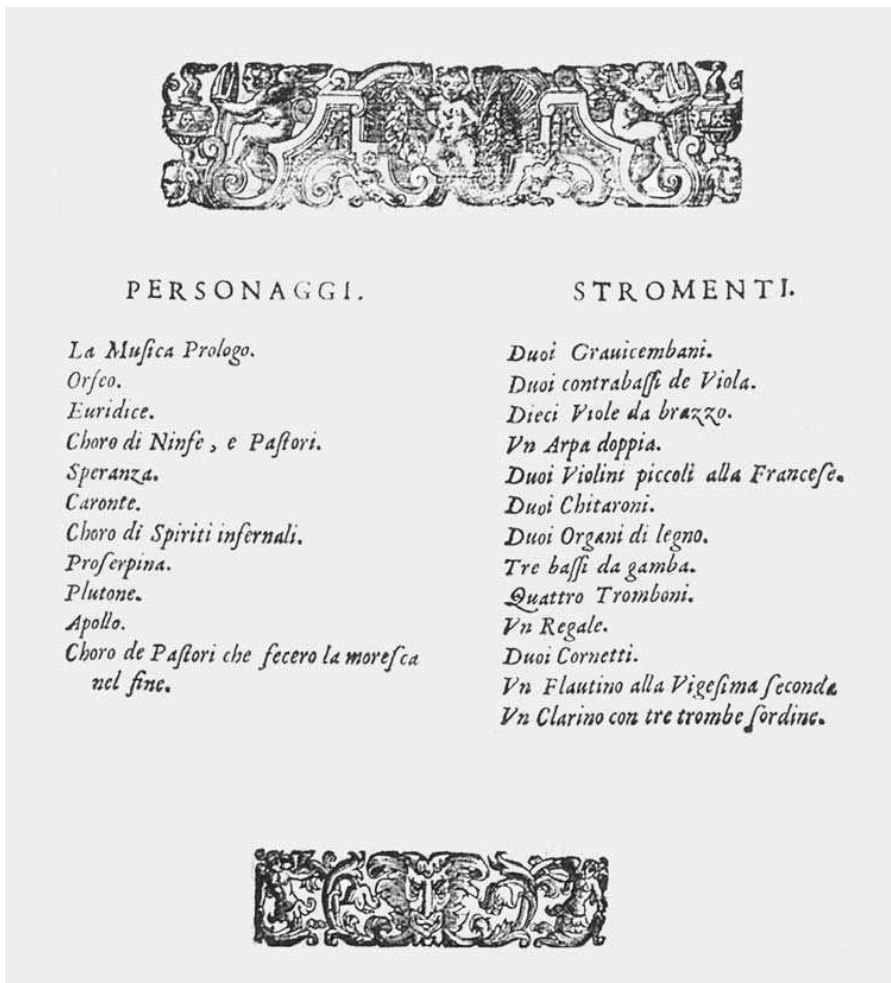 PERSONAGGI.
La Muſica Prologo.
Orfeo.
Euridice.
Choro di Ninfe, e Paſtori.
Speranza.
Caronte.
Choro di Spiriti infernali.
Proſerpina.
Plutone.
Apollo.
Choro de Paſtori che fecero la moreſca
nel fine.
STROMENTI.
Duoi Grauicembani.
Duoi contrabaſſi de Viola.
Dieci Viole da brazzo.
Vn Arpa doppia.
Duoi Violini piccoli alla Franceſe.
Duoi Chitaroni.
Duoi Organi di legno.
Tre baſſi da gamba.
Quattro Tromboni.
Vn Regale.
Duoi Cornetti.
Vn Flautino alla Vigeſima ſeconda
Vn Clarino con tre trombe ſordine.